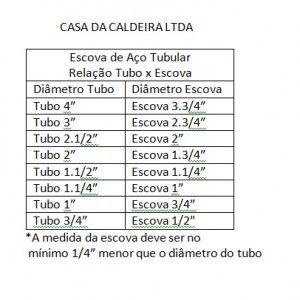 CASA DA CALDEIRA LTDA
Escova de Aço Tubular
Relação Tubo x Escova
Diâmetro Tubo Diâmetro Escova
Tubo 4” Escova 3.3/4”
Tubo 3” Escova 2.3/4”
Tubo 2.1/2” Escova 2”
Tubo 2” Escova 1.3/4”
Tubo 1.1/2” Escova 1.1/4”
Tubo 1.1/4” Escova 1”
Tubo 1” Escova 3/4”
Tubo 3/4” Escova 1/2"
*A medida da escova deve ser no
mínimo 1/4” menor que o diâmetro do tubo